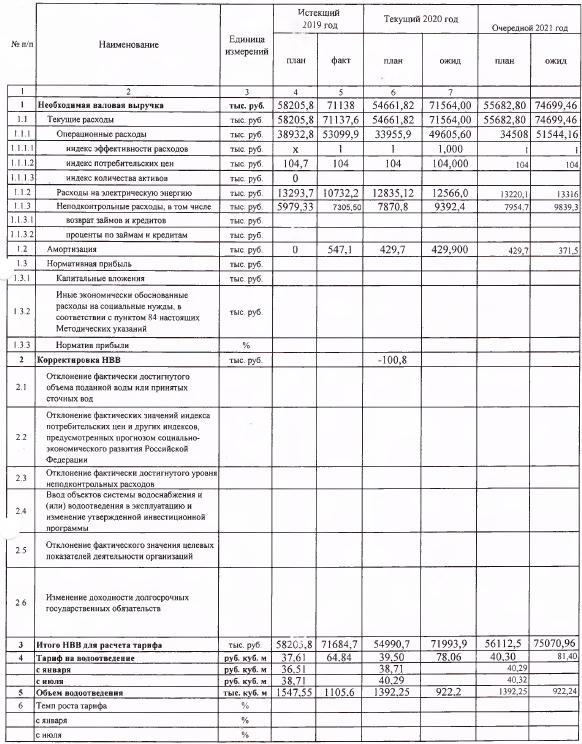 № п/п Наименование Единица измерений Истекший 2019 год Текущий 2020 год Очередной 2021 год
план факт план ожид план ожид
1 2 3 4 5 6 7
1 Необходимая валовая выручка тыс. руб. 58205,8 71138 54661,82 71564,00 55682,80 74699,46
1.1 Текущие расходы тыс. руб. 58205,8 71137,6 54661,82 71564,00 55682,80 74699,46
1.1.1 Операционные расходы тыс. руб. 38932,8 53099,9 33955,9 49605,60 34508 51544,16
1.1.1.1 индекс эффективности расходов тыс. руб. х 1 1 1,000 1 1
1.1.1.2 индекс потребительских цен тыс. руб. 104,7 104 104 104,000 104 104
1.1.1.3 индекс количества активов тыс. руб. 0
1.1.2 Расходы на электрическую энергию тыс. руб. 13293,7 10732,2 12835,12 12566,0 13220,1 13316
1.1.3 Неподконтрольные расходы, в том числе тыс. руб. 5979,33 7305,50 7870,8 9392,4 7954,7 9839,3
1.1.3.1 возврат займов и кредитов тыс. руб.
1.1.3.2 проценты по займам и кредитам тыс. руб.
1.2 Амортизация тыс. руб. 0 547,1 429,7 429,900 429,7 371,5
1.3 Нормативная прибыль тыс. руб.
1.3.1 Капитальные вложения тыс. руб.
1.3.2 Иные экономически обоснованные
расходы на социальные нужды, в
соответствии с пунктом 84 настоящих
Методических указаний тыс. руб.
1.3.3 Норматив прибыли %
2 Корректировка НВВ тыс. руб. -100,8
2.1 Отклонение фактически достигнутого
объема поданной воды или принятых
сточных вод
2.2 Отклонение фактических значений индекса
потребительских цен и других индексов,
предусмотренных прогнозом социально-
экономического развития Российской
Федерации
2.3 Отклонение фактически достигнутого уровня
неподконтрольных расходов
2.4 Ввод объектов системы водоснабжения и
(или) водоотведения в эксплуатацию и
изменение утвержденной инвестиционной
программы
2.5 Отклонение фактического значения целевых
показателей деятельности организаций
2.6 Изменение доходности долгосрочных
государственных обязательств
3 Итого НВВ для расчета тарифа тыс. руб. 58205,8 71684,7 54990,7 71993,9 56112,5 75070,96
4 Тариф на водоотведение руб. куб. м 37,61 64,84 39,50 78,06 40,30 81,40
с января руб. куб. м 36,51 38,71 40,29
с июля руб. куб. м 38,71 40,29 40,32
5 Объем водоотведения тыс. куб. м 1547,55 1105,6 1392,25 922,2 1392,25 922,24
6 Темп роста тарифа %
с января %
с июля %